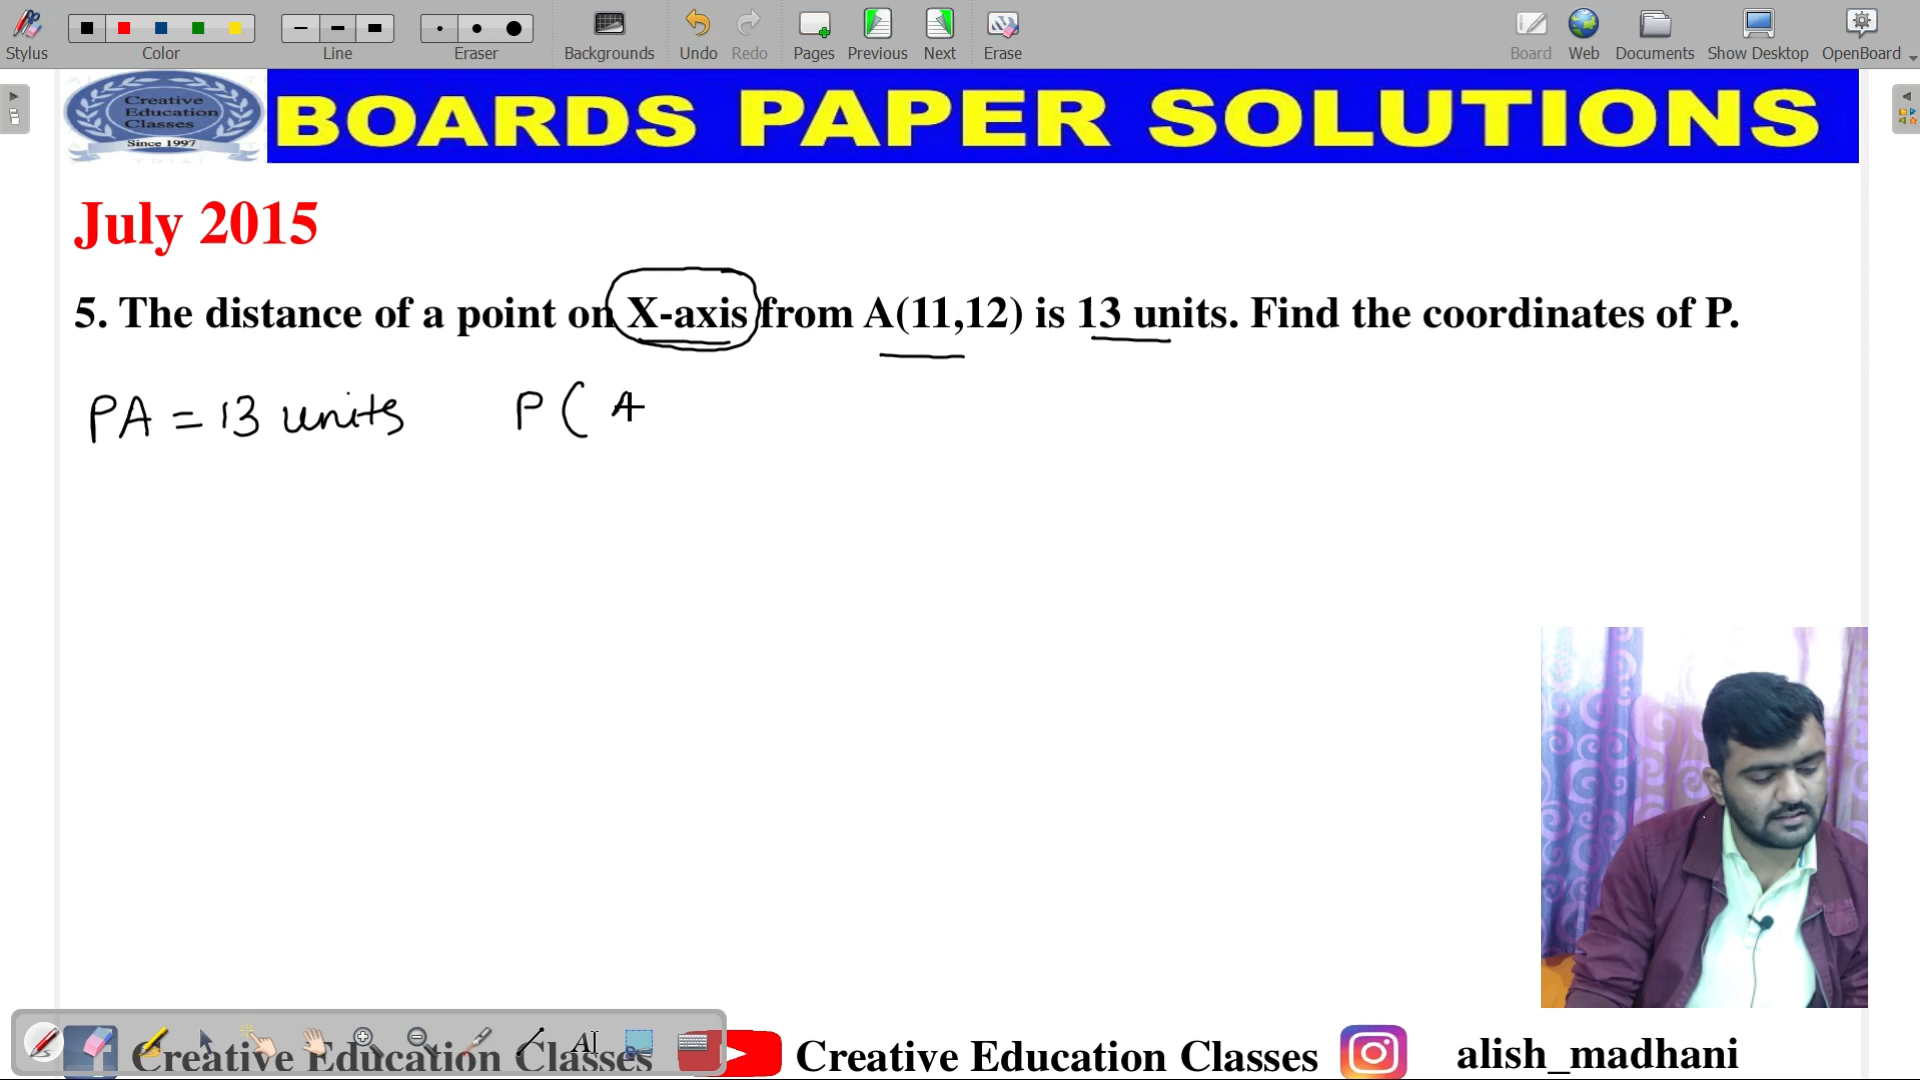 Stylus Color Line Eraser Backgrounds Undo Redo Pages Previous Next Erase Board Web Documents Show Desktop OpenBoard
Creative
Education
Classes
Since 1997
BOARDS PAPER SOLUTIONS
July 2015
5. The distance of a point on X-axis from A(11,12) is 13 units. Find the coordinates of P.
PA = 13 units P( A
Creative Education Classes Creative Education Classes alish_madhani